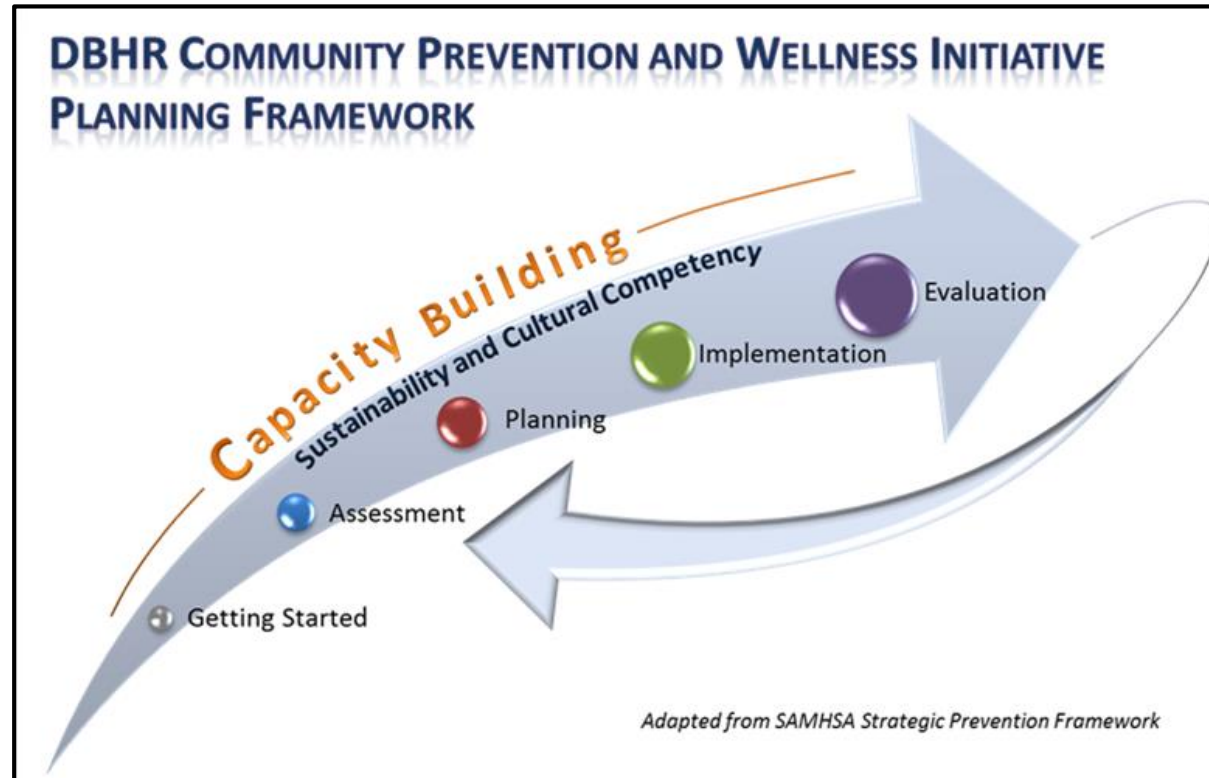 DBHR COMMUNITY PREVENTION AND WELLNESS INITIATIVE
PLANNING FRAMEWORK
Capacity Building
Sustainability and Cultural Competency
Evaluation
Implementation
Planning
Assessment
Getting Started
Adapted from SAMHSA Strategic Prevention Framework